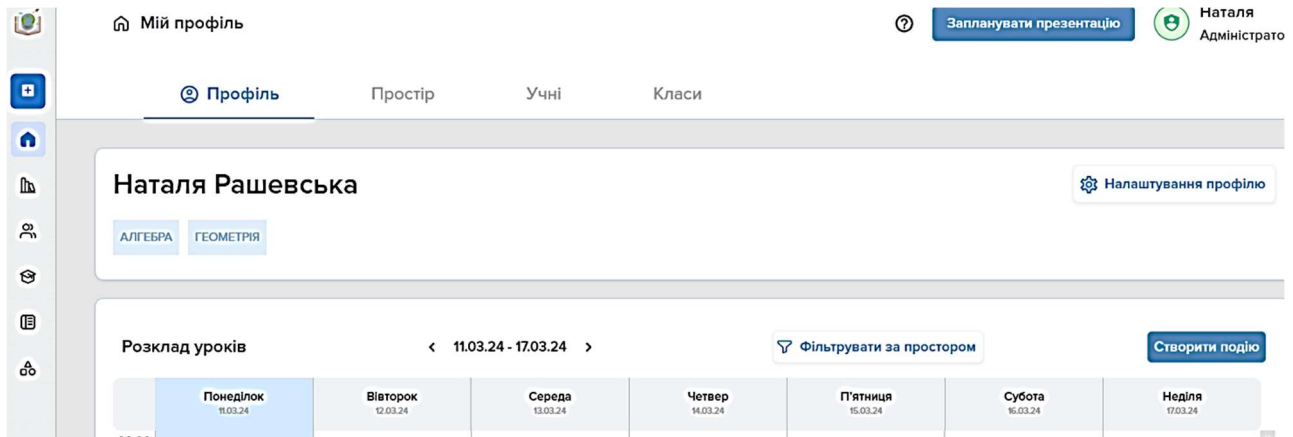 Мій профіль
Запланувати презентацію
Наталя
Адміністрато
Профіль Простір Учні Класи
Наталя Рашевська
Налаштування профілю
АЛГЕБРА ГЕОМЕТРІЯ
Розклад уроків
11.03.24 - 17.03.24
Фільтрувати за простором
Створити подію
Понеділок Вівторок Середа Четвер П'ятниця Субота Неділя
11.03.24 12.03.24 13.03.24 14.03.24 15.03.24 16.03.24 17.03.24